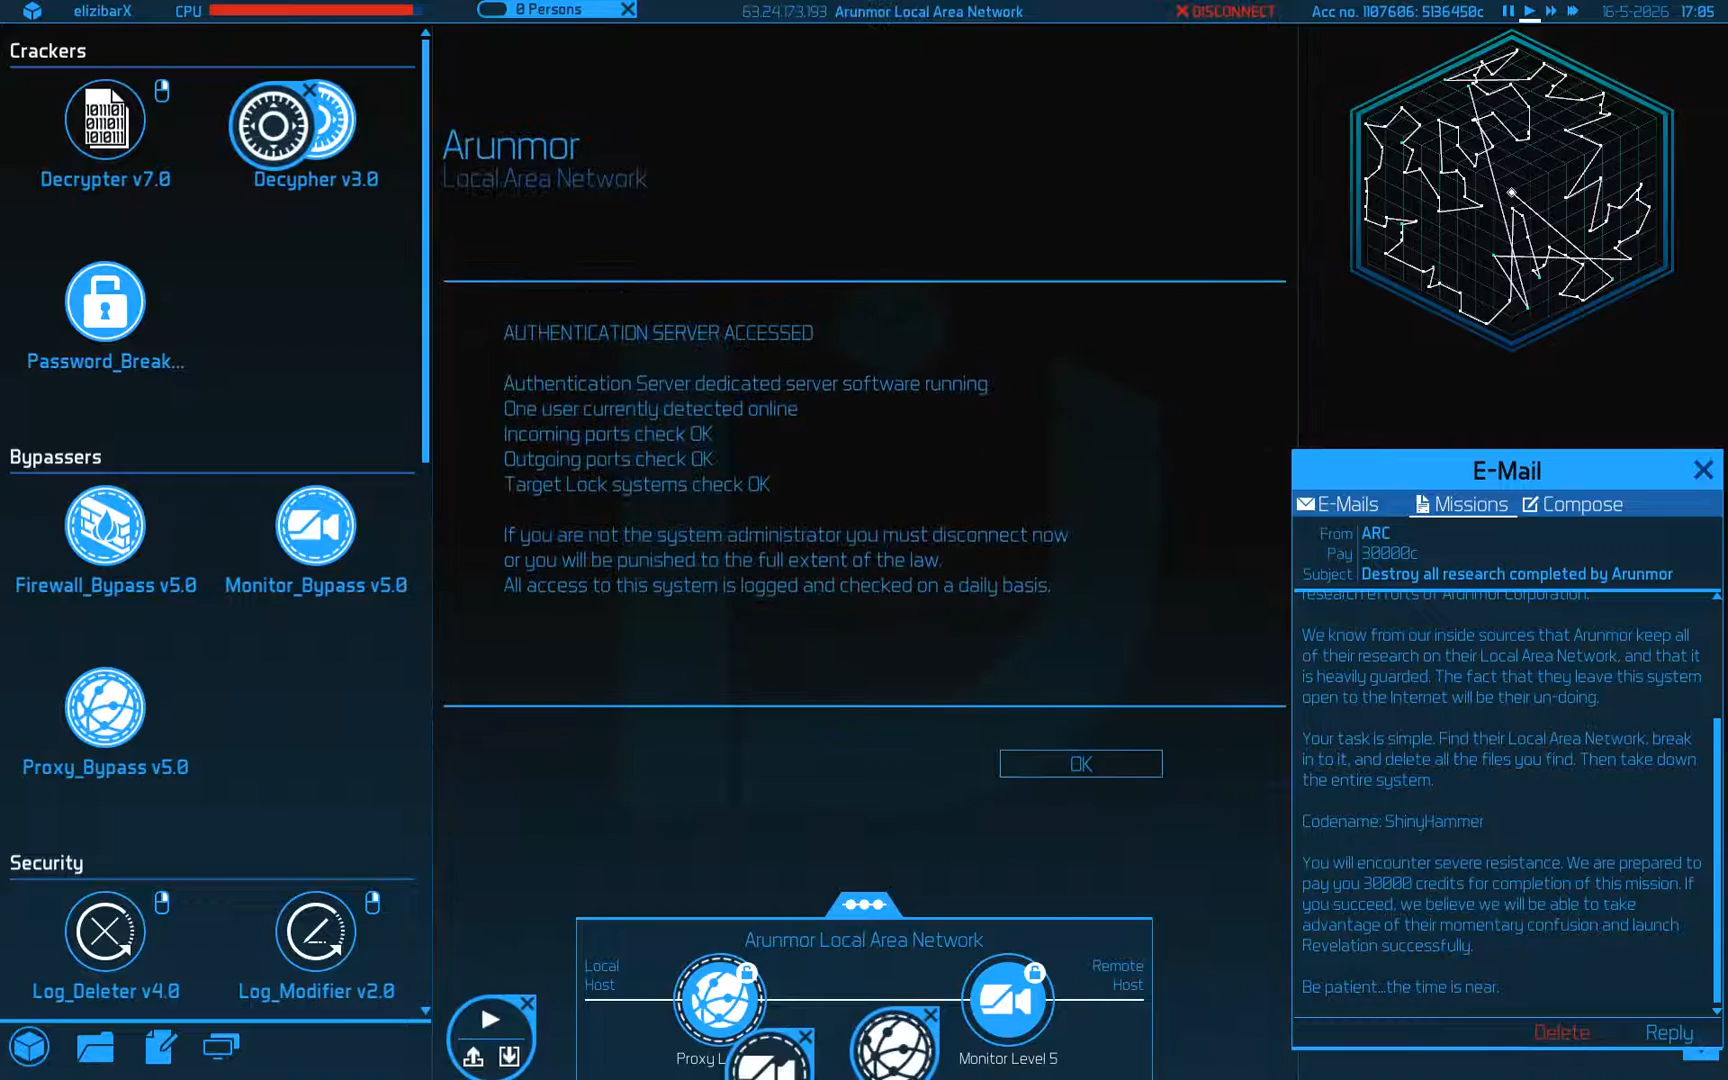 elizibarX
CPU
0 Persons
63.24.173.193 Arunmor Local Area Network
DISCONNECT
Acc no. 1107606: 5136450c
16-5-2026 17:05
Crackers
Decrypter v7.0
Decypher v3.0
Password_Break...
Bypassers
Firewall_Bypass v5.0
Monitor_Bypass v5.0
Proxy_Bypass v5.0
Security
Log_Deleter v4.0
Log_Modifier v2.0
Arunmor
Local Area Network
AUTHENTICATION SERVER ACCESSED
Authentication Server dedicated server software running
One user currently detected online
Incoming ports check OK
Outgoing ports check OK
Target Lock systems check OK
If you are not the system administrator you must disconnect now
or you will be punished to the full extent of the law.
All access to this system is logged and checked on a daily basis.
OK
Arunmor Local Area Network
Local
Host
Remote
Host
Proxy L
Monitor Level 5
E-Mail
E-Mails
Missions
Compose
From ARC
Pay 30000c
Subject Destroy all research completed by Arunmor
research efforts of Arunmor corporation.
We know from our inside sources that Arunmor keep all
of their research on their Local Area Network, and that it
is heavily guarded. The fact that they leave this system
open to the Internet will be their un-doing.
Your task is simple. Find their Local Area Network, break
in to it, and delete all the files you find. Then take down
the entire system.
Codename: ShinyHammer
You will encounter severe resistance. We are prepared to
pay you 30000 credits for completion of this mission. If
you succeed, we believe we will be able to take
advantage of their momentary confusion and launch
Revelation successfully.
Be patient...the time is near.
Delete
Reply